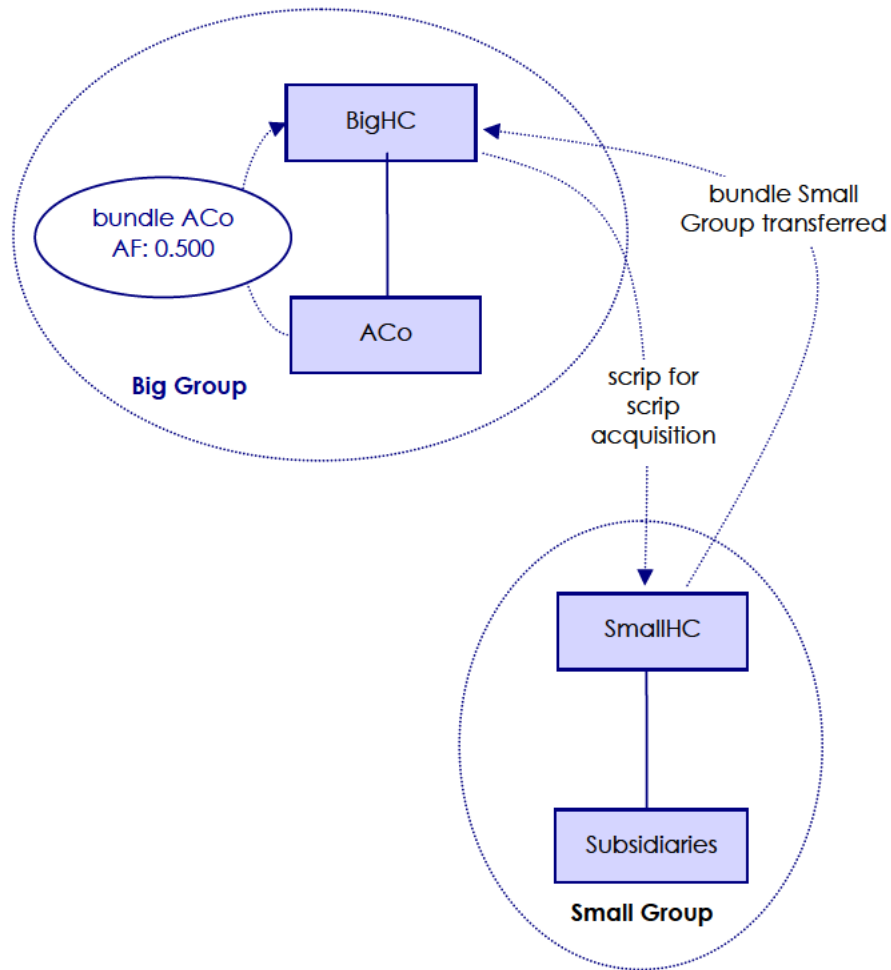 BigHC
bundle ACo
AF: 0.500
bundle Small
Group transferred
ACo
Big Group
scrip for
scrip
acquisition
SmallHC
Subsidiaries
Small Group